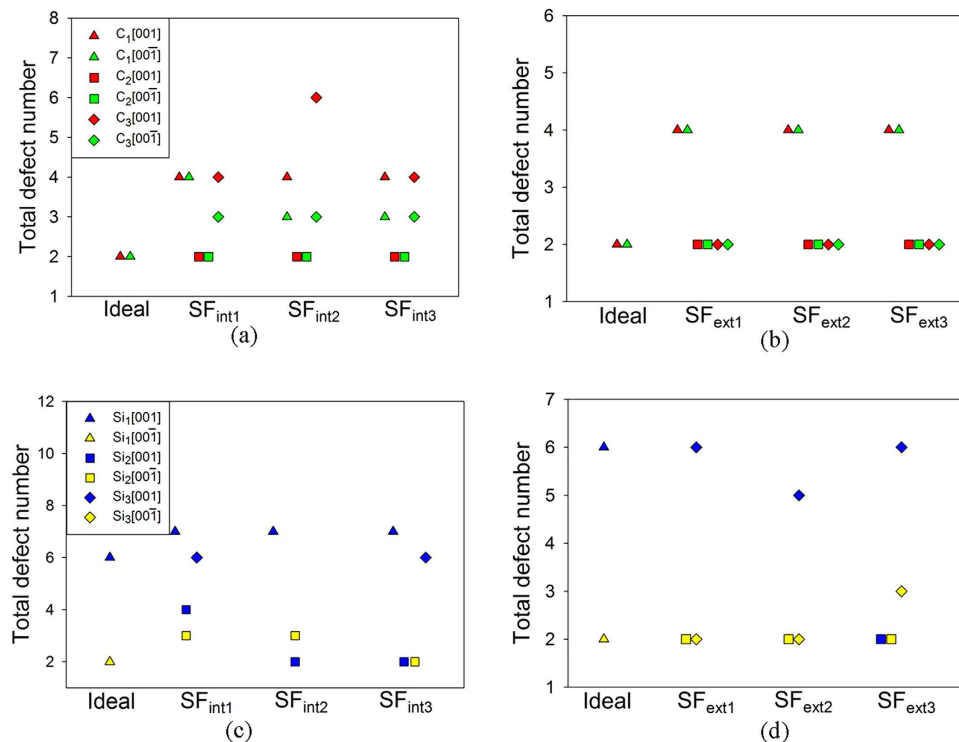 8
7
6
5
4
3
2
1
Total defect number
C₁[001]
C₁[001̅]
C₂[001]
C₂[001̅]
C₃[001]
C₃[001̅]
Ideal SFint1 SFint2 SFint3
(a)
6
5
4
3
2
1
Total defect number
Ideal SFext1 SFext2 SFext3
(b)
12
10
8
6
4
2
Total defect number
Si₁[001]
Si₁[001̅]
Si₂[001]
Si₂[001̅]
Si₃[001]
Si₃[001̅]
Ideal SFint1 SFint2 SFint3
(c)
7
6
5
4
3
2
1
Total defect number
Ideal SFext1 SFext2 SFext3
(d)